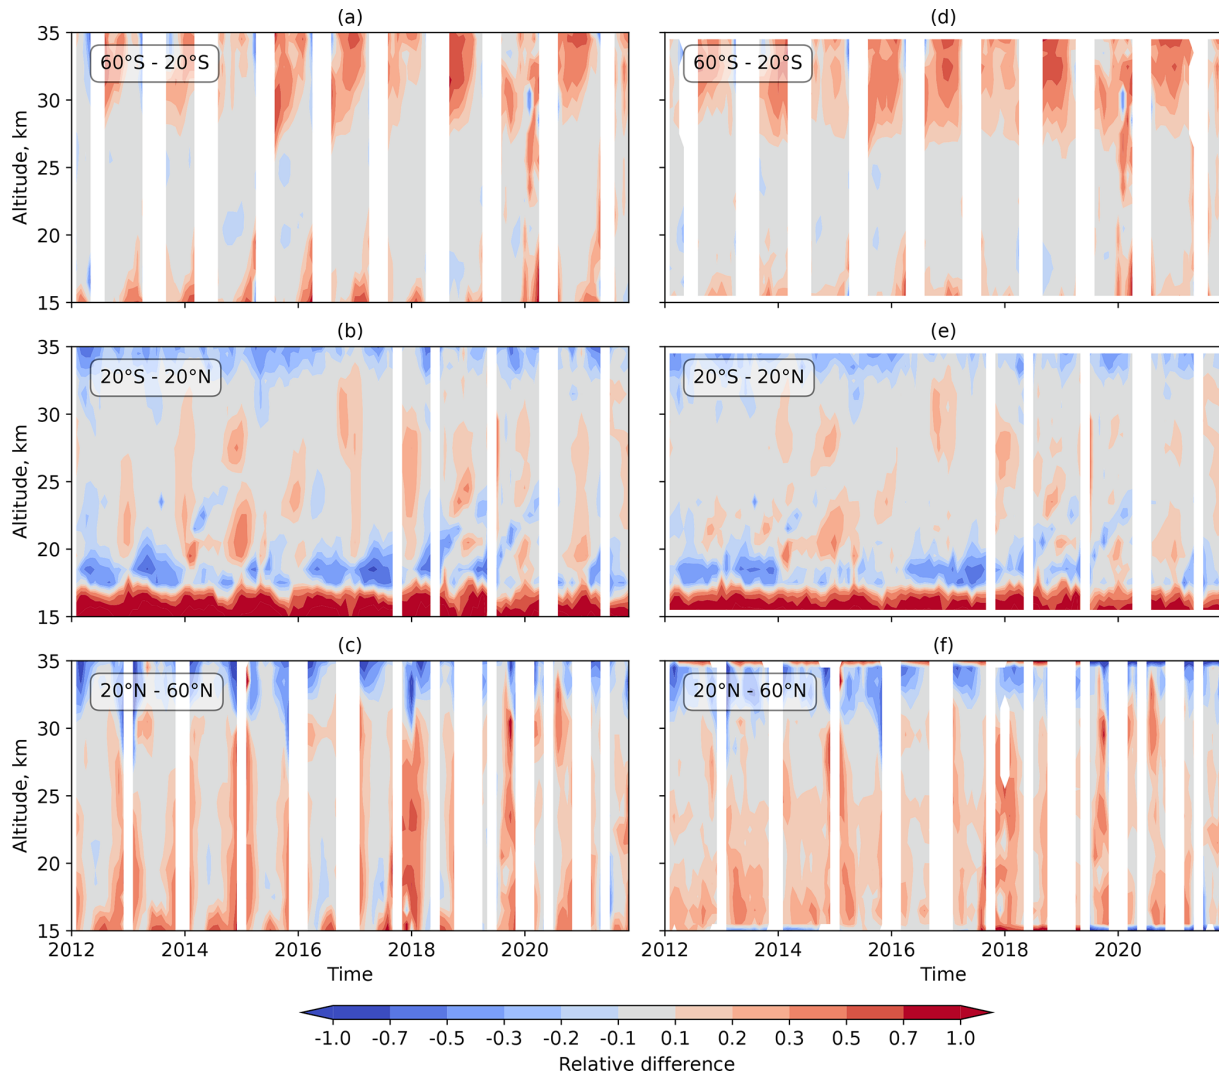 (a) (d)
35 60°S - 20°S 60°S - 20°S
30
25
20
15
Altitude, km
(b) (e)
35 20°S - 20°N 20°S - 20°N
30
25
20
15
Altitude, km
(c) (f)
35 20°N - 60°N 20°N - 60°N
30
25
20
15
Altitude, km
2012 2014 2016 2018 2020 2012 2014 2016 2018 2020
Time Time
-1.0 -0.7 -0.5 -0.3 -0.2 -0.1 0.1 0.2 0.3 0.5 0.7 1.0
Relative difference